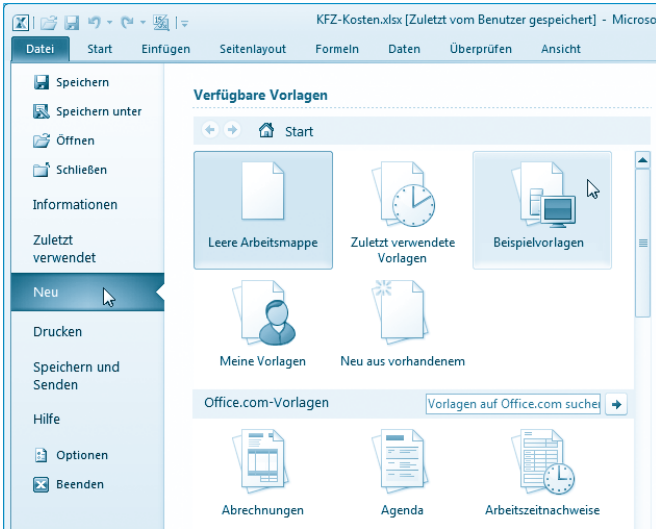 KFZ-Kosten.xlsx [Zuletzt vom Benutzer gespeichert] - Microso
Datei Start Einfügen Seitenlayout Formeln Daten Überprüfen Ansicht
Speichern
Speichern unter
Öffnen
Schließen
Informationen
Zuletzt
verwendet
Neu
Drucken
Speichern und
Senden
Hilfe
Optionen
Beenden
Verfügbare Vorlagen
Start
Leere Arbeitsmappe
Zuletzt verwendete
Vorlagen
Beispielvorlagen
Meine Vorlagen
Neu aus vorhandenem
Office.com-Vorlagen
Vorlagen auf Office.com sucher
Abrechnungen
Agenda
Arbeitszeitnachweise